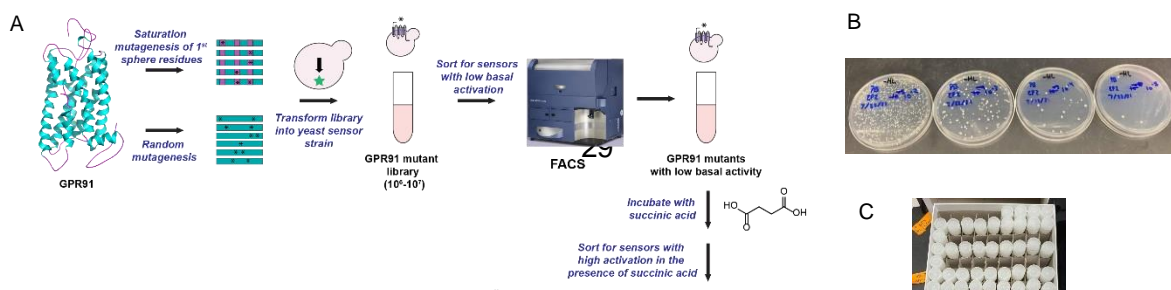 A
Saturation
mutagenesis of 1st
sphere residues
Random
mutagenesis
GPR91
Transform library
into yeast sensor
strain
*
GPR91 mutant
library
(10⁶-10⁷)
Sort for sensors
with low basal
activation
29
FACS
*
GPR91 mutants
with low basal activity
Incubate with
succinic acid
O
HO
OH
O
Sort for sensors with
high activation in the
presence of succinic acid
B
C